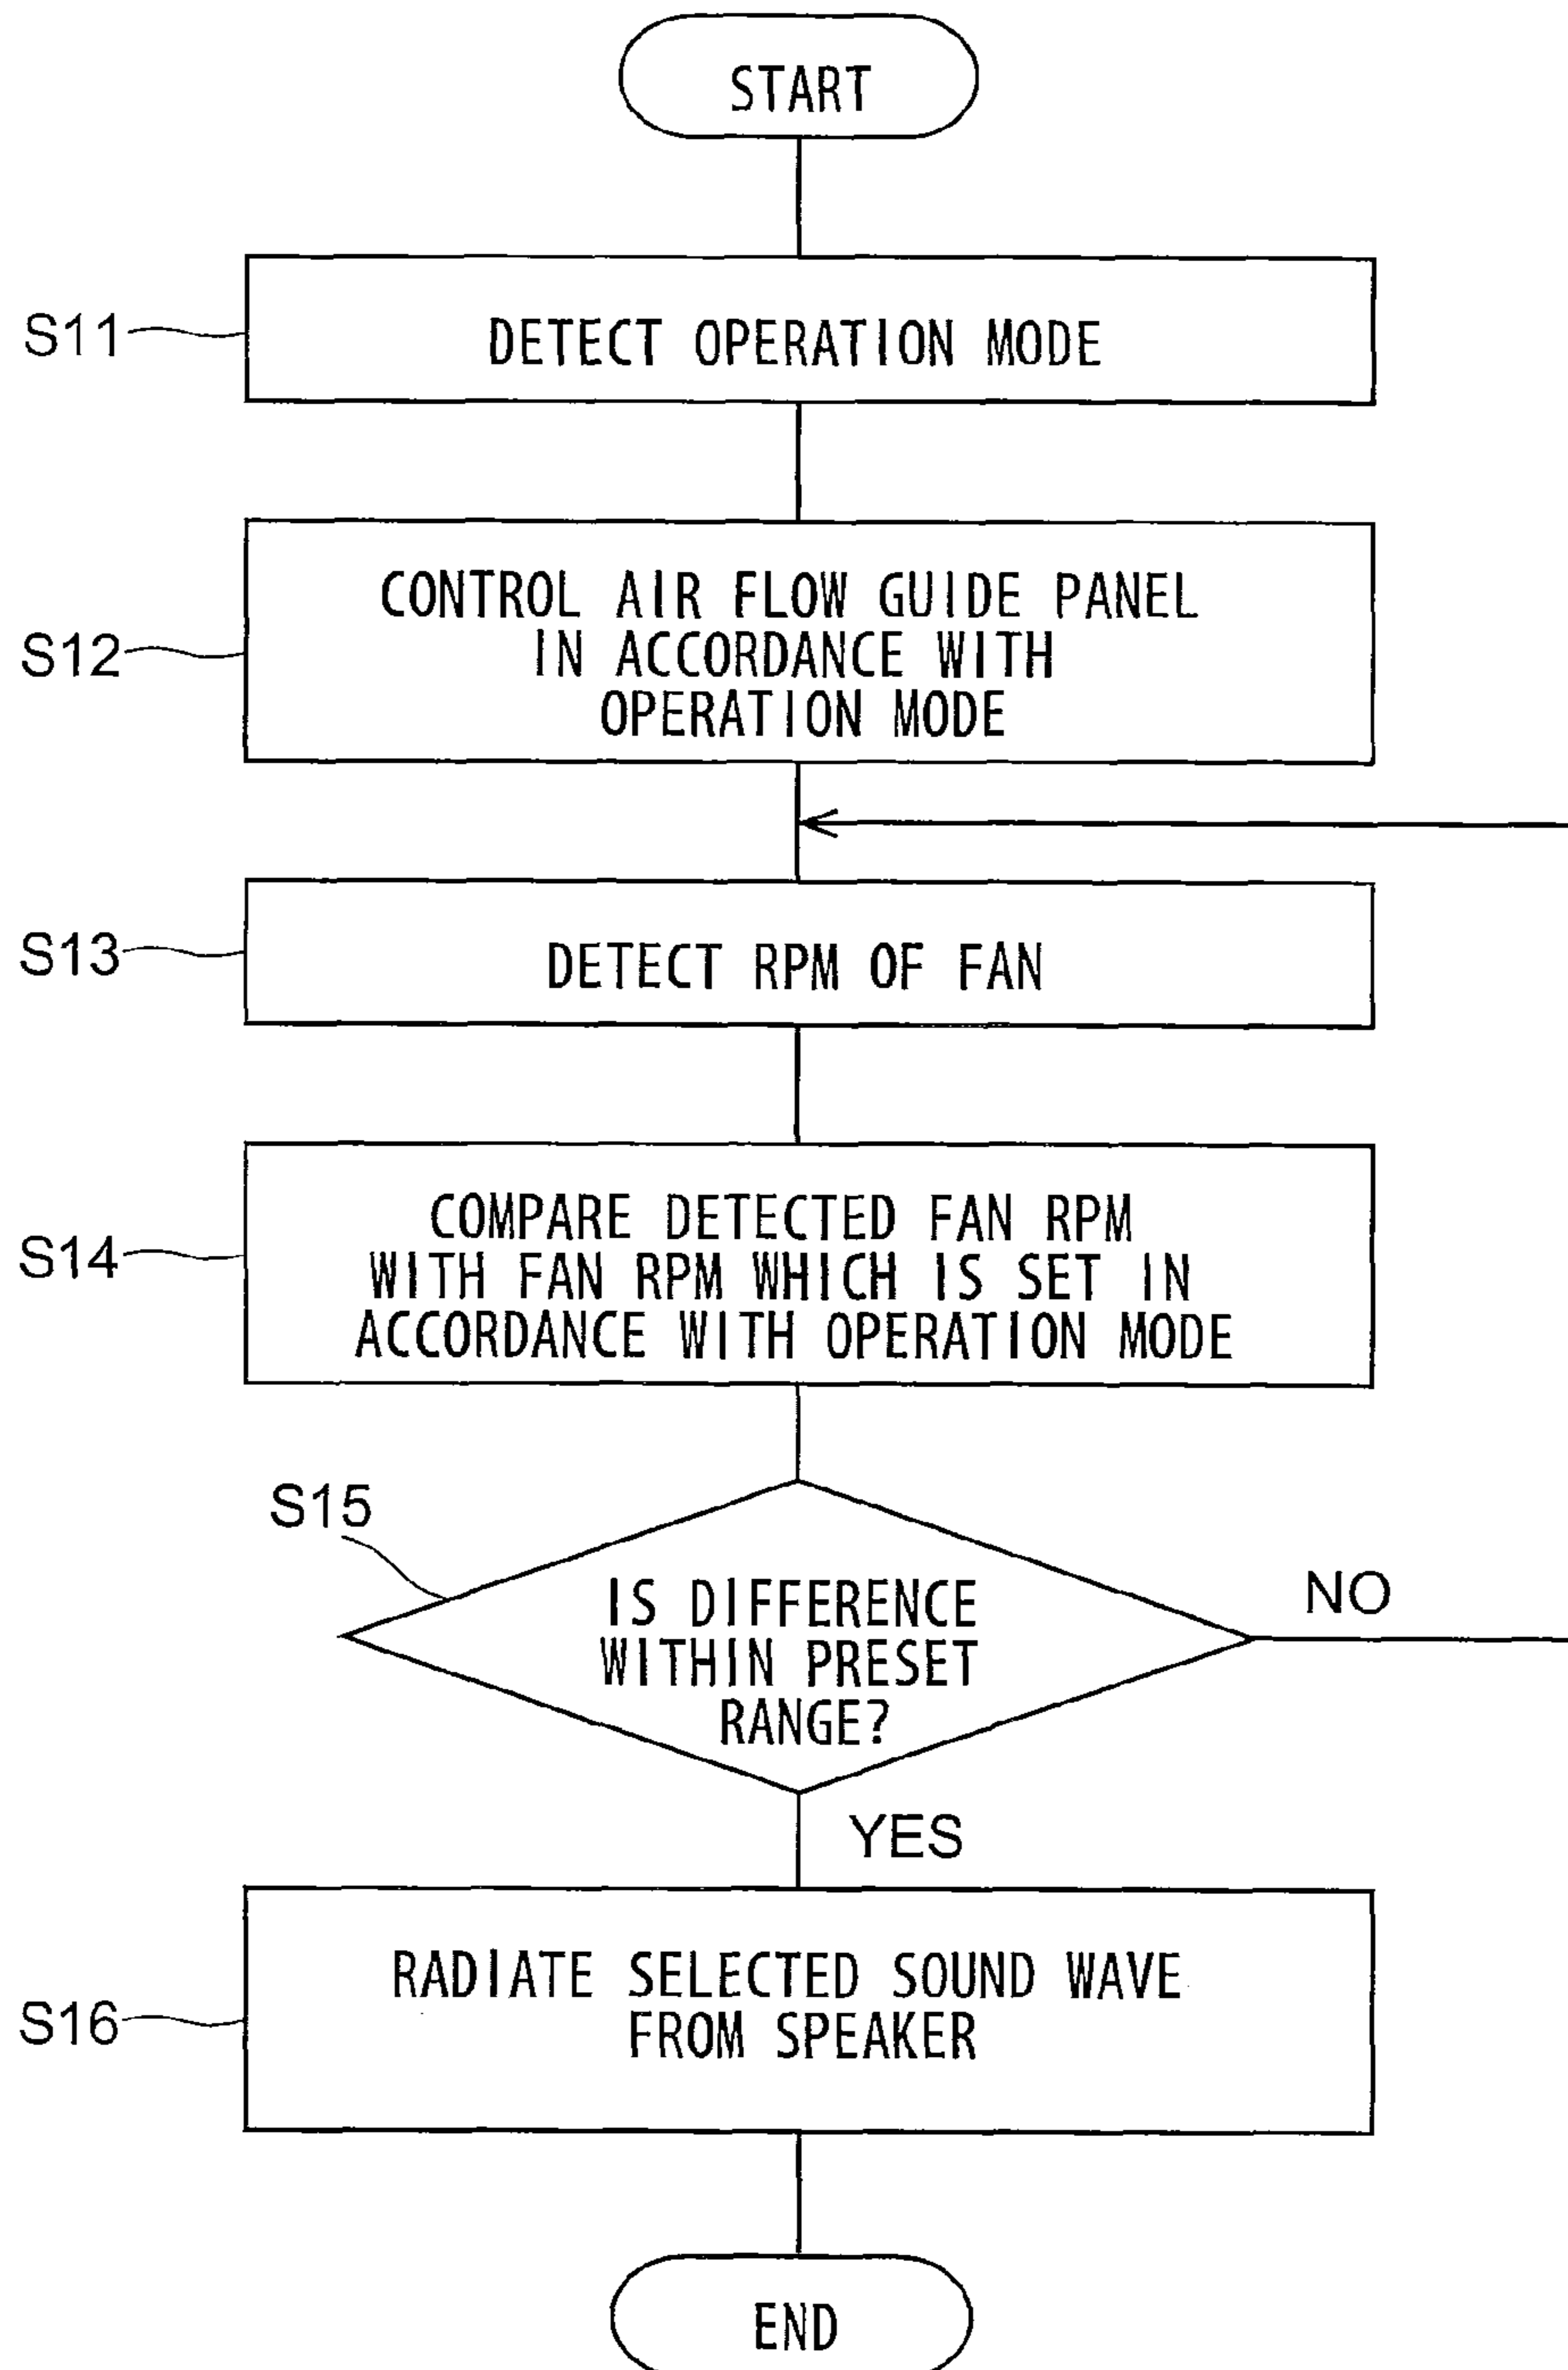 START
S11
DETECT OPERATION MODE
S12
CONTROL AIR FLOW GUIDE PANEL
IN ACCORDANCE WITH
OPERATION MODE
S13
DETECT RPM OF FAN
S14
COMPARE DETECTED FAN RPM
WITH FAN RPM WHICH IS SET IN
ACCORDANCE WITH OPERATION MODE
S15
IS DIFFERENCE
WITHIN PRESET
RANGE?
NO
YES
S16
RADIATE SELECTED SOUND WAVE
FROM SPEAKER
END